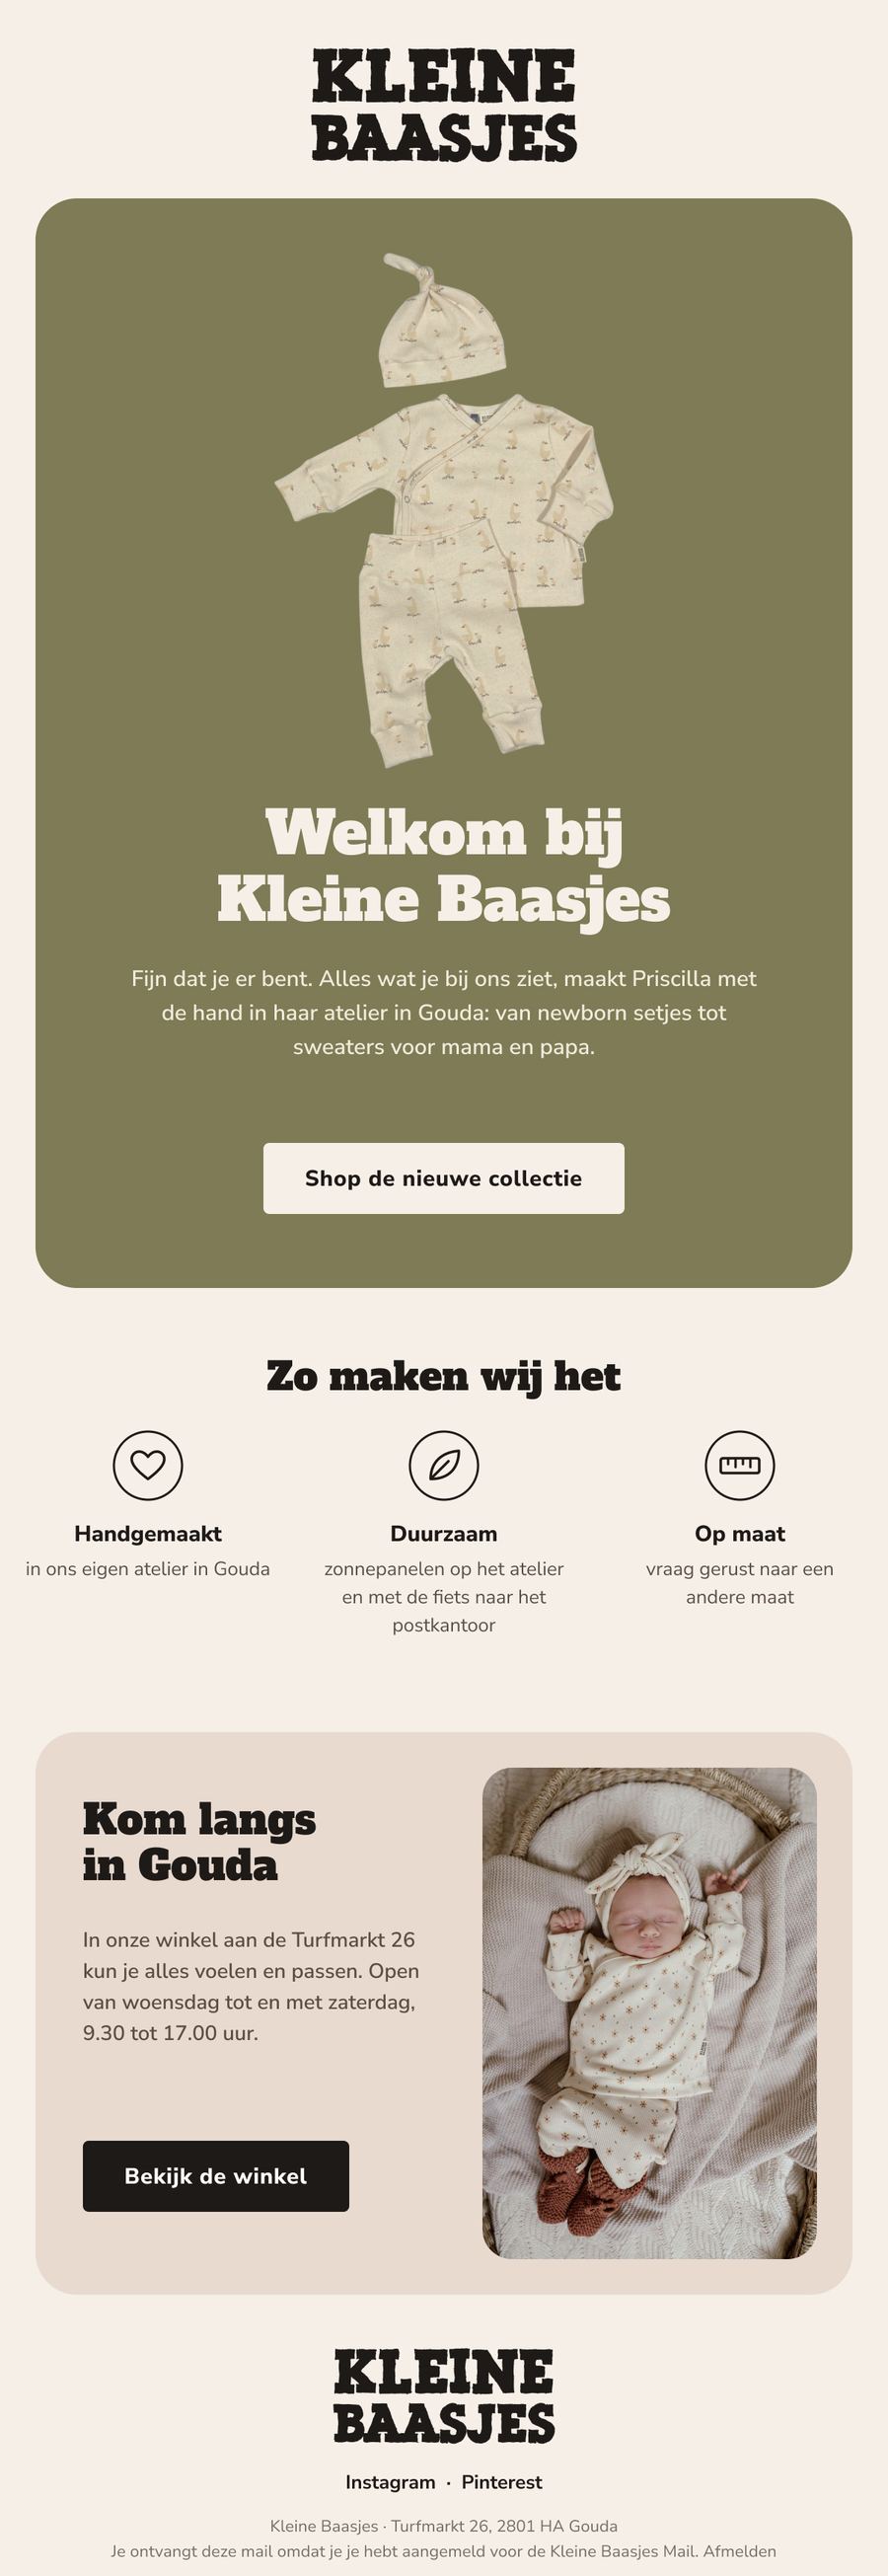 KLEINE
BAASJES
Welkom bij
Kleine Baasjes
Fijn dat je er bent. Alles wat je bij ons ziet, maakt Priscilla met
de hand in haar atelier in Gouda: van newborn setjes tot
sweaters voor mama en papa.
Shop de nieuwe collectie
Zo maken wij het
Handgemaakt
in ons eigen atelier in Gouda
Duurzaam
zonnepanelen op het atelier
en met de fiets naar het
postkantoor
Op maat
vraag gerust naar een
andere maat
Kom langs
in Gouda
In onze winkel aan de Turfmarkt 26
kun je alles voelen en passen. Open
van woensdag tot en met zaterdag,
9.30 tot 17.00 uur.
Bekijk de winkel
KLEINE
BAASJES
Instagram · Pinterest
Kleine Baasjes · Turfmarkt 26, 2801 HA Gouda
Je ontvangt deze mail omdat je je hebt aangemeld voor de Kleine Baasjes Mail. Afmelden